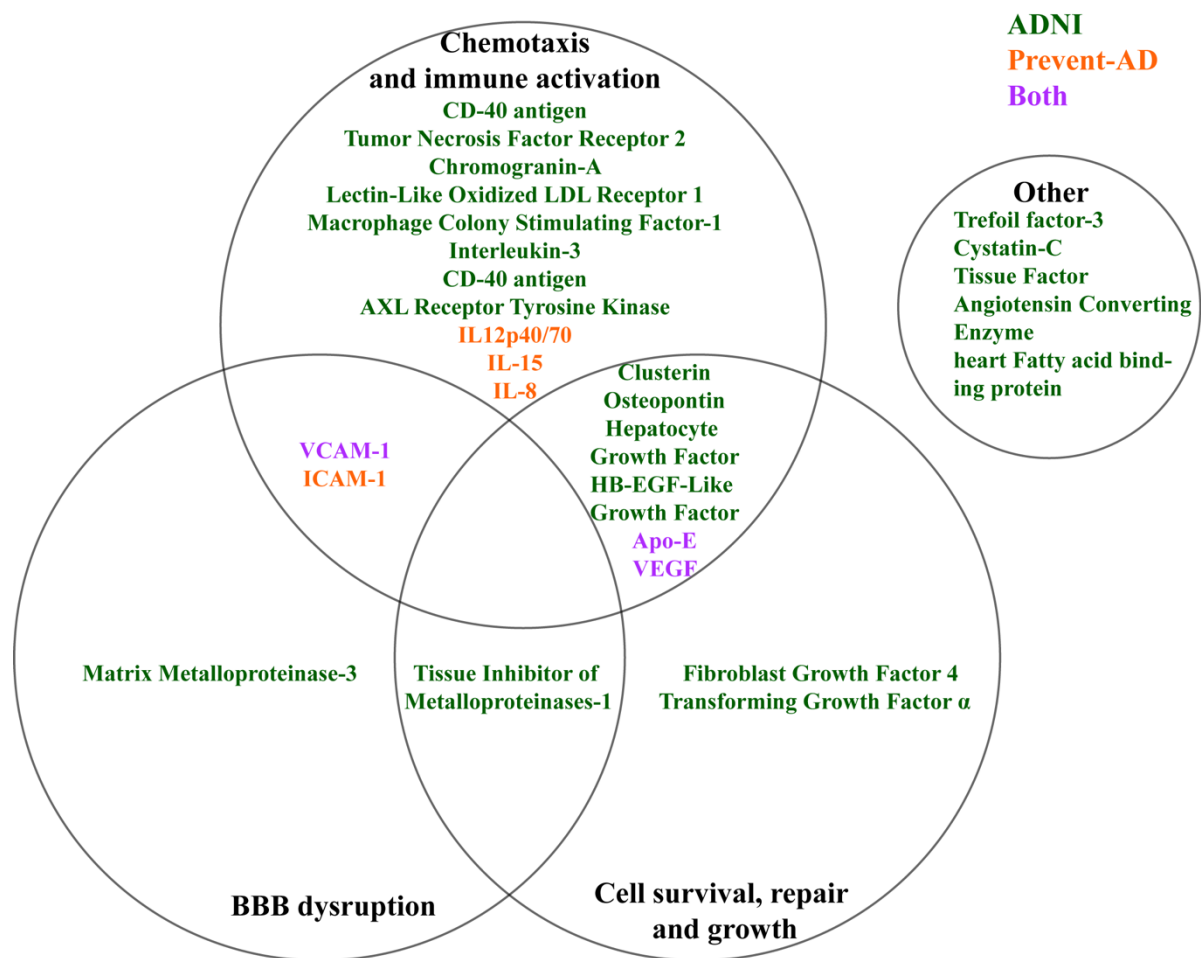 Chemotaxis
and immune activation
CD-40 antigen
Tumor Necrosis Factor Receptor 2
Chromogranin-A
Lectin-Like Oxidized LDL Receptor 1
Macrophage Colony Stimulating Factor-1
Interleukin-3
CD-40 antigen
AXL Receptor Tyrosine Kinase
IL12p40/70
IL-15
IL-8
ADNI
Prevent-AD
Both
Other
Trefoil factor-3
Cystatin-C
Tissue Factor
Angiotensin Converting
Enzyme
heart Fatty acid bind-
ing protein
VCAM-1
ICAM-1
Clusterin
Osteopontin
Hepatocyte
Growth Factor
HB-EGF-Like
Growth Factor
Apo-E
VEGF
Matrix Metalloproteinase-3
Tissue Inhibitor of
Metalloproteinases-1
Fibroblast Growth Factor 4
Transforming Growth Factor α
BBB dysruption
Cell survival, repair
and growth